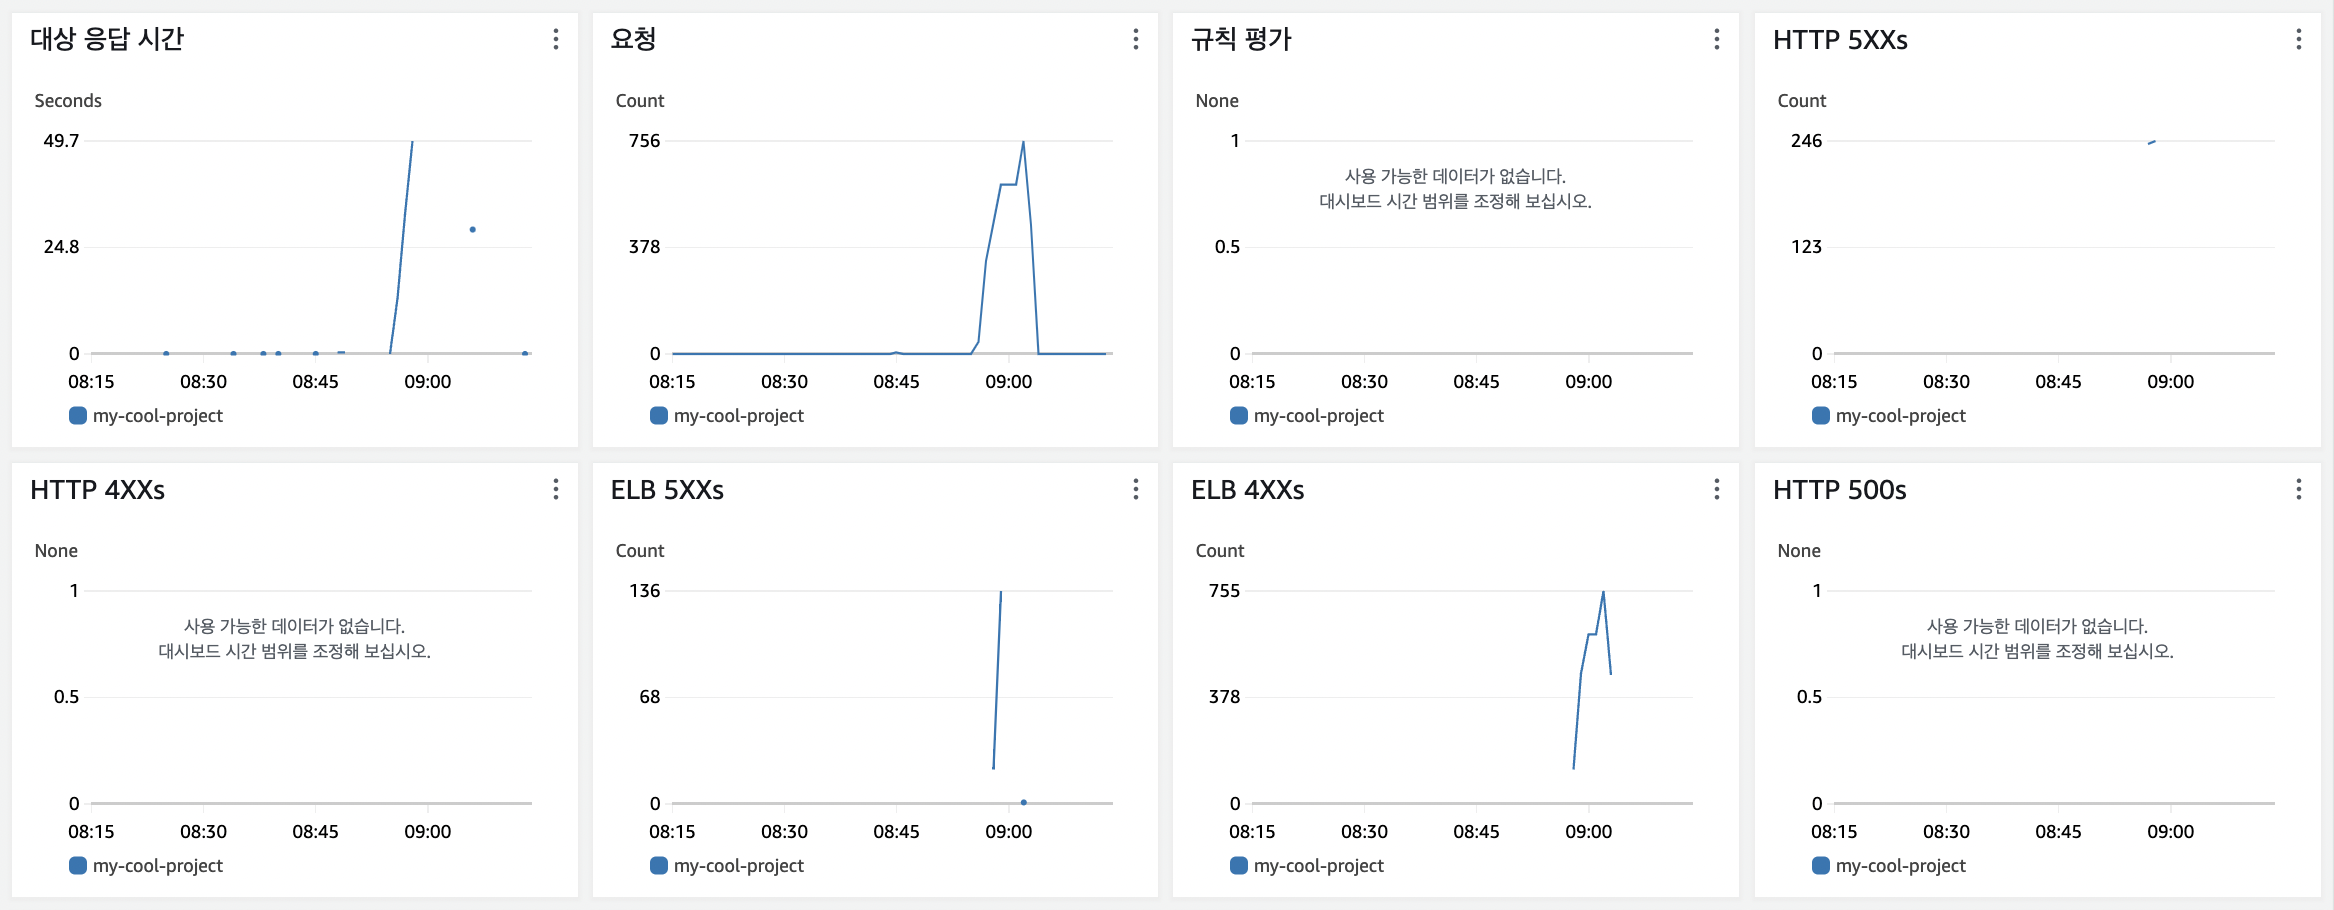 대상 응답 시간
Seconds
49.7
24.8
0
08:15
08:30
08:45
09:00
my-cool-project
요청
Count
756
378
0
08:15
08:30
08:45
09:00
my-cool-project
규칙 평가
None
1
사용 가능한 데이터가 없습니다.
대시보드 시간 범위를 조정해 보십시오.
0.5
0
08:15
08:30
08:45
09:00
my-cool-project
HTTP 5XXs
Count
246
123
0
08:15
08:30
08:45
09:00
my-cool-project
HTTP 4XXs
None
1
사용 가능한 데이터가 없습니다.
대시보드 시간 범위를 조정해 보십시오.
0.5
0
08:15
08:30
08:45
09:00
my-cool-project
ELB 5XXs
Count
136
68
0
08:15
08:30
08:45
09:00
my-cool-project
ELB 4XXs
Count
755
378
0
08:15
08:30
08:45
09:00
my-cool-project
HTTP 500s
None
1
사용 가능한 데이터가 없습니다.
대시보드 시간 범위를 조정해 보십시오.
0.5
0
08:15
08:30
08:45
09:00
my-cool-project